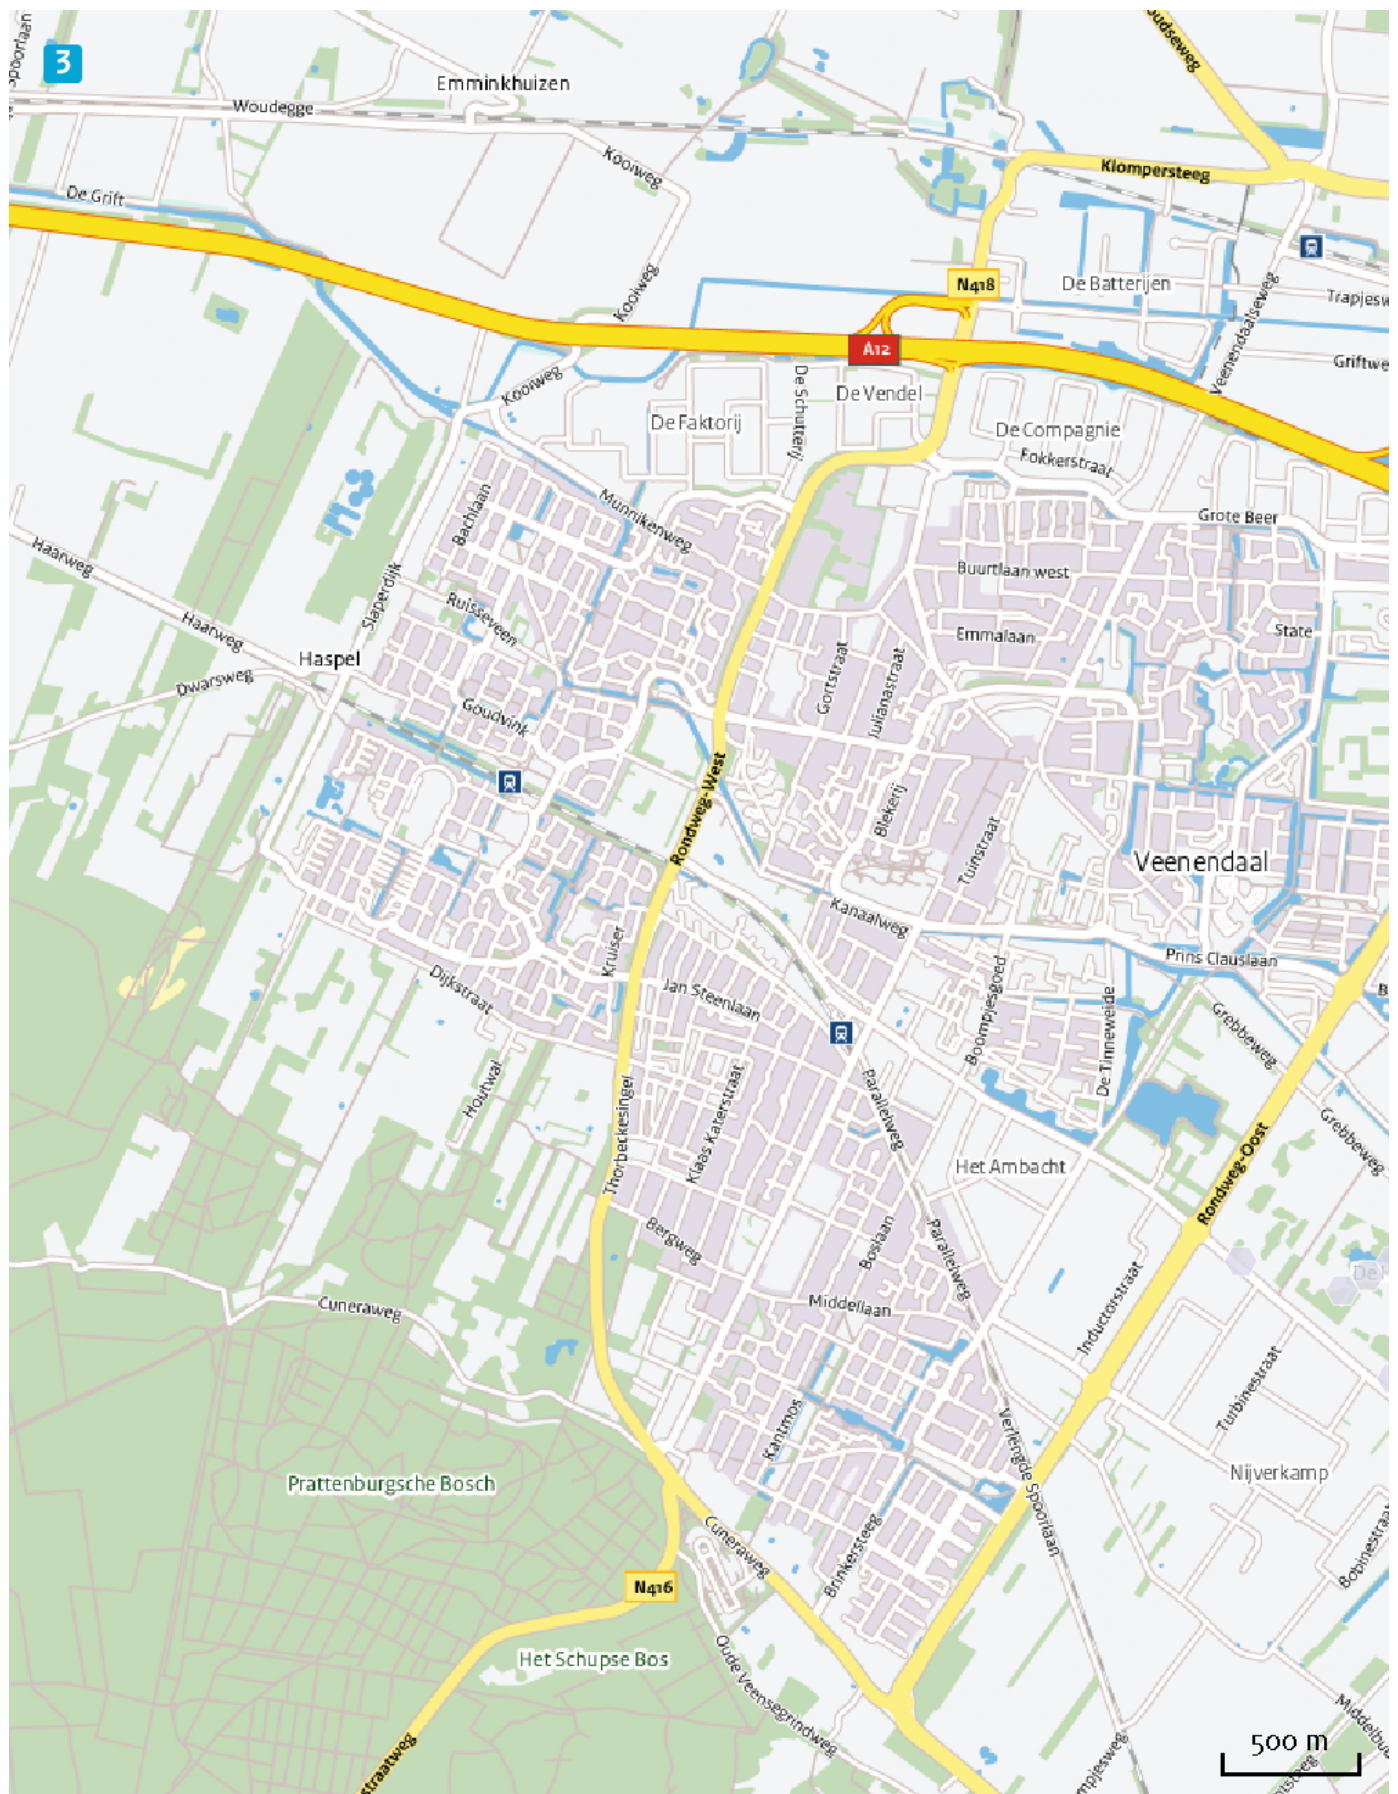 3
Emminkhuizen
Woudegge
Kooiweg
Klompersteeg
De Grift
Kooiweg
N418
De Batterijen
Veenendaalseweg
A12
Kooiweg
De Schutterij
De Vendel
De Faktorij
De Compagnie
Fokkerstraat
Bachlaan
Munnikenweg
Grote Beer
Haarweg
Slaperdijk
Buurtlaan west
Ruisseveen
Haarweg
Emmalaan
State
Haspel
Dwarsweg
Gortstraat
Julianastraat
Goudvink
Rondweg-West
Blekerij
Tuinstraat
Veenendaal
Kanaalweg
Kruiser
Prins Clauslaan
Dijkstraat
Jan Steenlaan
Boompjesgoed
De Tinneweide
Grebbeweg
Houtwal
Thorbeckesingel
Klaas Katerstraat
Parallelweg
Grebbeweg
Het Ambacht
Rondweg-Oost
Bergweg
Boslaan
Parallelweg
Cuneraweg
Middellaan
Inductorstraat
Turbinestraat
Kantmos
Verlengde Spoorlaan
Prattenburgsche Bosch
Nijverkamp
Cuneraweg
Brinkersteeg
Bobinestraat
N416
Het Schupse Bos
Oude Veensegrindweg
500 m
straatweg